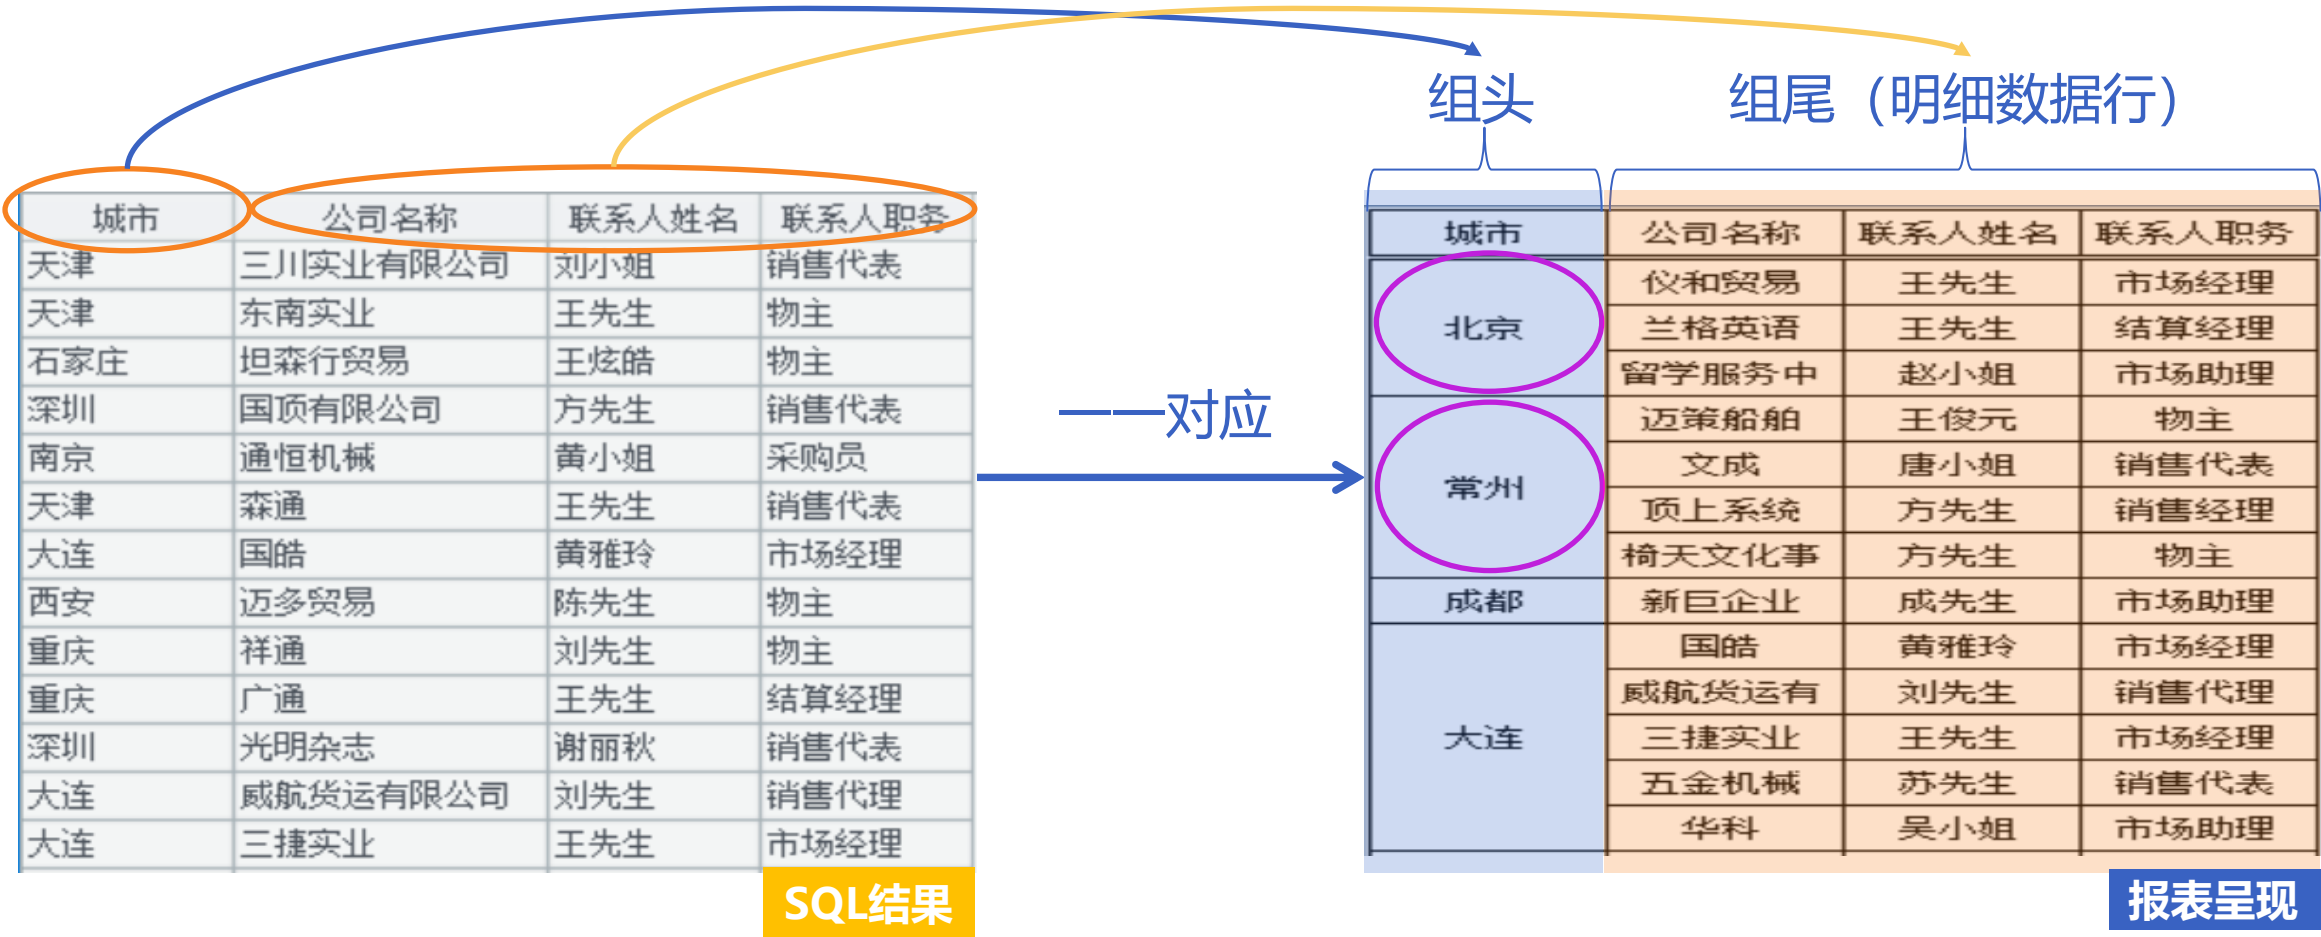 组头 组尾（明细数据行）
城市 公司名称 联系人姓名 联系人职务
天津 三川实业有限公司 刘小姐 销售代表
天津 东南实业 王先生 物主
石家庄 坦森行贸易 王炫皓 物主
深圳 国顶有限公司 方先生 销售代表
南京 通恒机械 黄小姐 采购员
天津 森通 王先生 销售代表
大连 国皓 黄雅玲 市场经理
西安 迈多贸易 陈先生 物主
重庆 祥通 刘先生 物主
重庆 广通 王先生 结算经理
深圳 光明杂志 谢丽秋 销售代表
大连 威航货运有限公司 刘先生 销售代理
大连 三捷实业 王先生 市场经理
SQL结果
一一对应
城市 公司名称 联系人姓名 联系人职务
北京 仪和贸易 王先生 市场经理
兰格英语 王先生 结算经理
留学服务中 赵小姐 市场助理
常州 迈策船舶 王俊元 物主
文成 唐小姐 销售代表
顶上系统 方先生 销售经理
椅天文化事 方先生 物主
成都 新巨企业 成先生 市场助理
大连 国皓 黄雅玲 市场经理
威航货运有 刘先生 销售代理
三捷实业 王先生 市场经理
五金机械 苏先生 销售代表
华科 吴小姐 市场助理
报表呈现